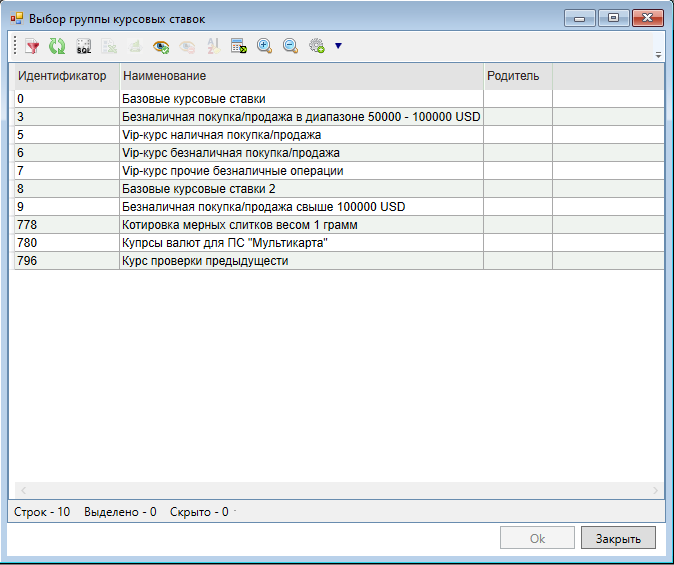 Выбор группы курсовых ставок
SQL
Идентификатор Наименование Родитель
0 Базовые курсовые ставки
3 Безналичная покупка/продажа в диапазоне 50000 - 100000 USD
5 Vip-курс наличная покупка/продажа
6 Vip-курс безналичная покупка/продажа
7 Vip-курс прочие безналичные операции
8 Базовые курсовые ставки 2
9 Безналичная покупка/продажа свыше 100000 USD
778 Котировка мерных слитков весом 1 грамм
780 Купрсы валют для ПС "Мультикарта"
796 Курс проверки предыдущести
Строк - 10 Выделено - 0 Скрыто - 0
Ok Закрыть